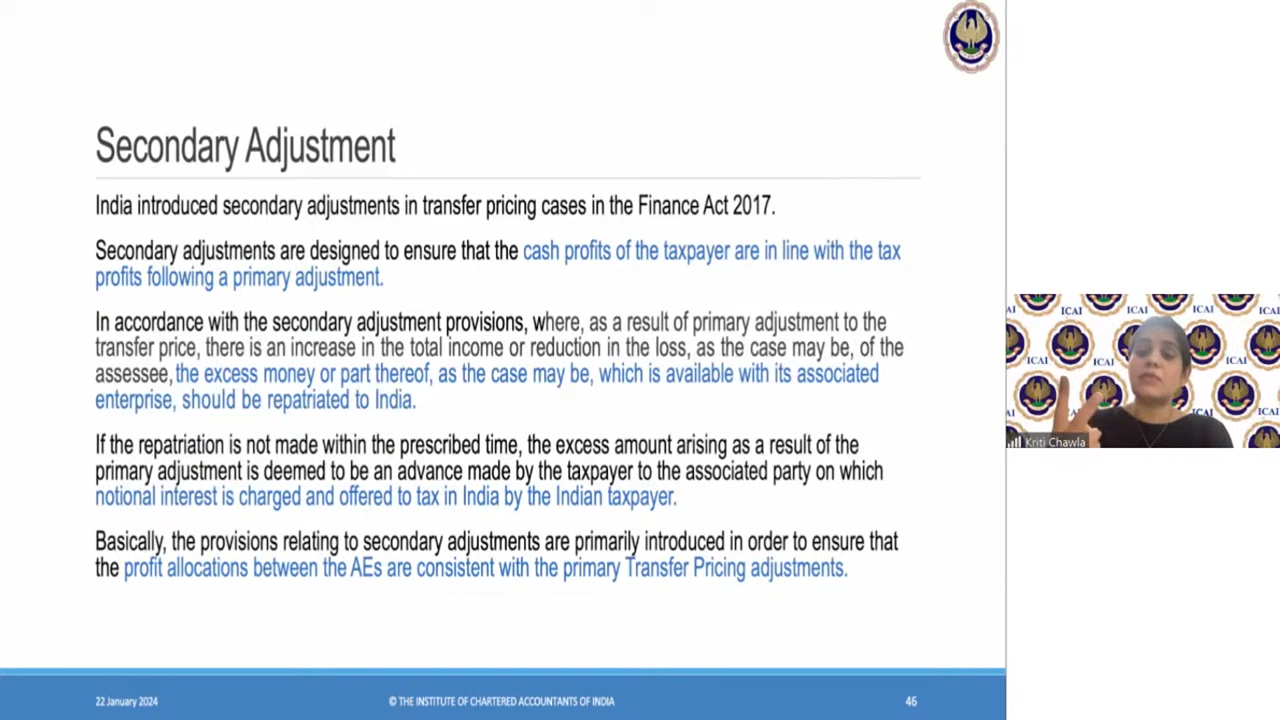 Secondary Adjustment
India introduced secondary adjustments in transfer pricing cases in the Finance Act 2017.
Secondary adjustments are designed to ensure that the cash profits of the taxpayer are in line with the tax
profits following a primary adjustment.
In accordance with the secondary adjustment provisions, where, as a result of primary adjustment to the
transfer price, there is an increase in the total income or reduction in the loss, as the case may be, of the
assessee, the excess money or part thereof, as the case may be, which is available with its associated
enterprise, should be repatriated to India.
If the repatriation is not made within the prescribed time, the excess amount arising as a result of the
primary adjustment is deemed to be an advance made by the taxpayer to the associated party on which
notional interest is charged and offered to tax in India by the Indian taxpayer.
Basically, the provisions relating to secondary adjustments are primarily introduced in order to ensure that
the profit allocations between the AEs are consistent with the primary Transfer Pricing adjustments.
22 January 2024
© THE INSTITUTE OF CHARTERED ACCOUNTANTS OF INDIA
46
ICAI
ICAI
ICAI
ICAI
ICAI
ICAI
Kriti Chawla